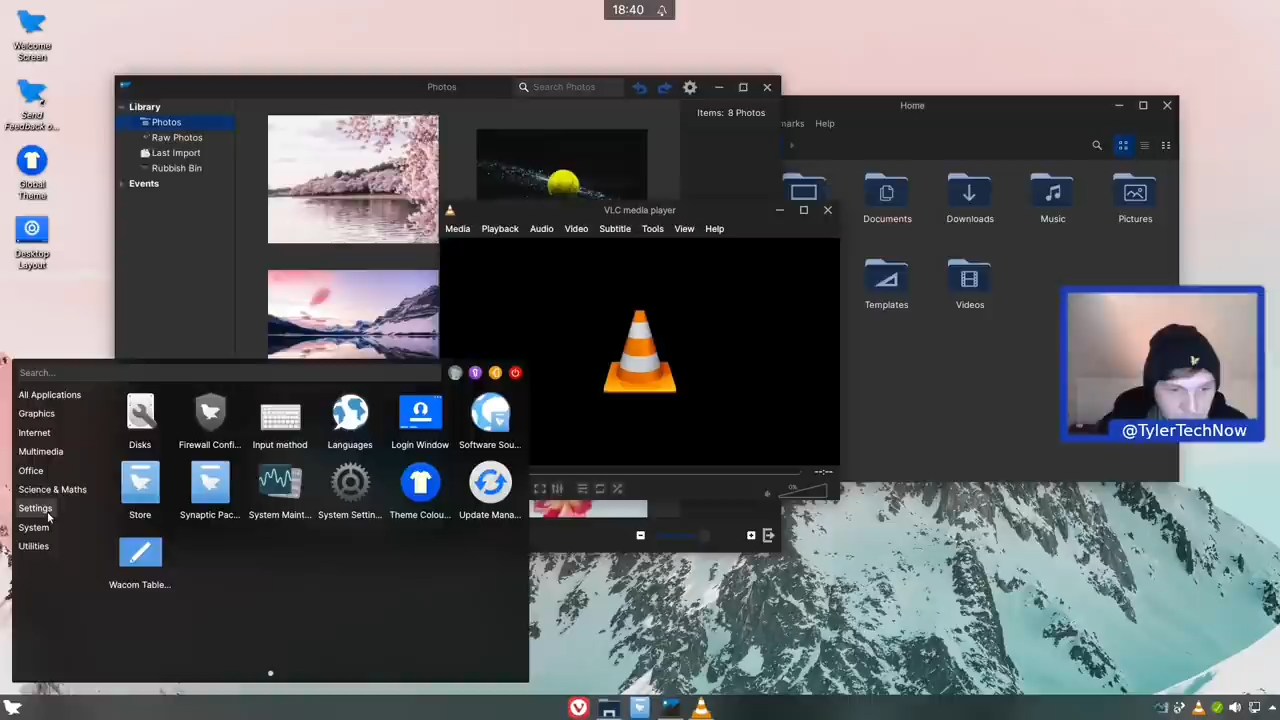 18:40
Welcome
Screen
Send
Feedback o...
Global
Theme
Desktop
Layout
Photos
Search Photos
Library
Photos
Raw Photos
Last Import
Rubbish Bin
Events
Items: 8 Photos
Home
marks Help
Documents
Downloads
Music
Pictures
Templates
Videos
VLC media player
Media Playback Audio Video Subtitle Tools View Help
--:--
0%
Search...
All Applications
Graphics
Internet
Multimedia
Office
Science & Maths
Settings
System
Utilities
Disks
Firewall Confi...
Input method
Languages
Login Window
Software Sou...
Store
Synaptic Pac...
System Maint...
System Settin...
Theme Colou...
Update Mana...
Wacom Table...
@TylerTechNow